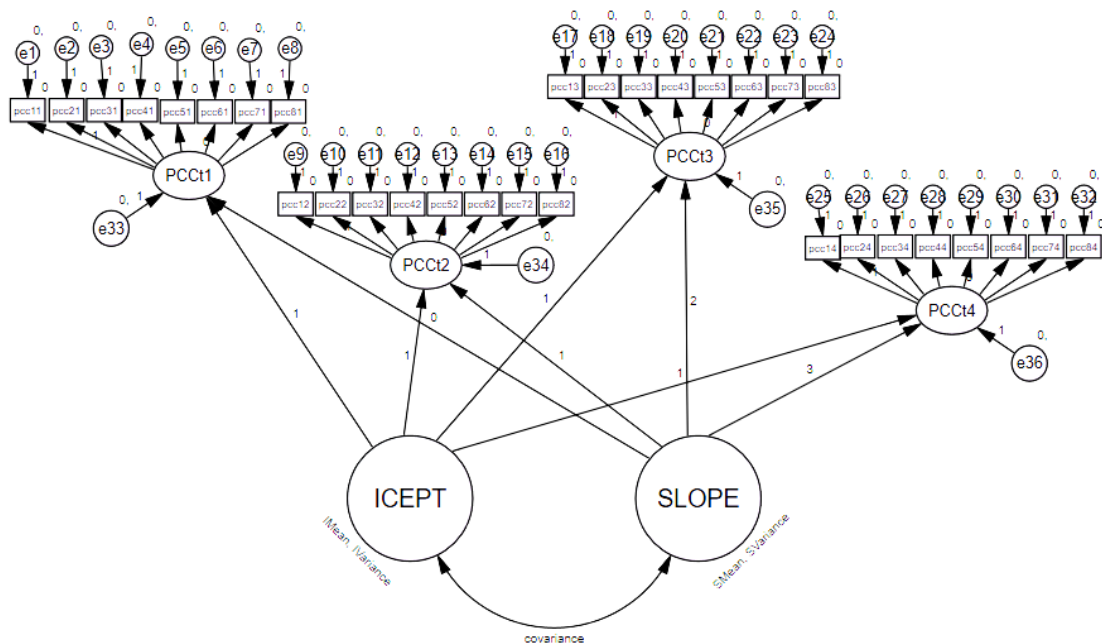 0, 0, 0, 0, 0, 0, 0, 0,
e1 e2 e3 e4 e5 e6 e7 e8
1 1 1 1 1 1 1 1
0 0 0 0 0 0 0 0
pcc11 pcc21 pcc31 pcc41 pcc51 pcc61 pcc71 pcc81
1 0
PCCt1
0, 1
e33
0, 0, 0, 0, 0, 0, 0, 0,
e9 e10 e11 e12 e13 e14 e15 e16
1 1 1 1 1 1 1 1
0 0 0 0 0 0 0 0
pcc12 pcc22 pcc32 pcc42 pcc52 pcc62 pcc72 pcc82
PCCt2
0,
1
e34
0, 0, 0, 0, 0, 0, 0, 0,
e17 e18 e19 e20 e21 e22 e23 e24
1 1 1 1 1 1 1 1
0 0 0 0 0 0 0 0
pcc13 pcc23 pcc33 pcc43 pcc53 pcc63 pcc73 pcc83
1 0
PCCt3
1 0,
e35
0, 0, 0, 0, 0, 0, 0, 0,
e25 e26 e27 e28 e29 e30 e31 e32
1 1 1 1 1 1 1 1
0 0 0 0 0 0 0 0
pcc14 pcc24 pcc34 pcc44 pcc54 pcc64 pcc74 pcc84
1 0
PCCt4
1 0,
e36
1 0 1 2
1 1 1 3
ICEPT SLOPE
IMean, IVariance
SMean, SVariance
covariance